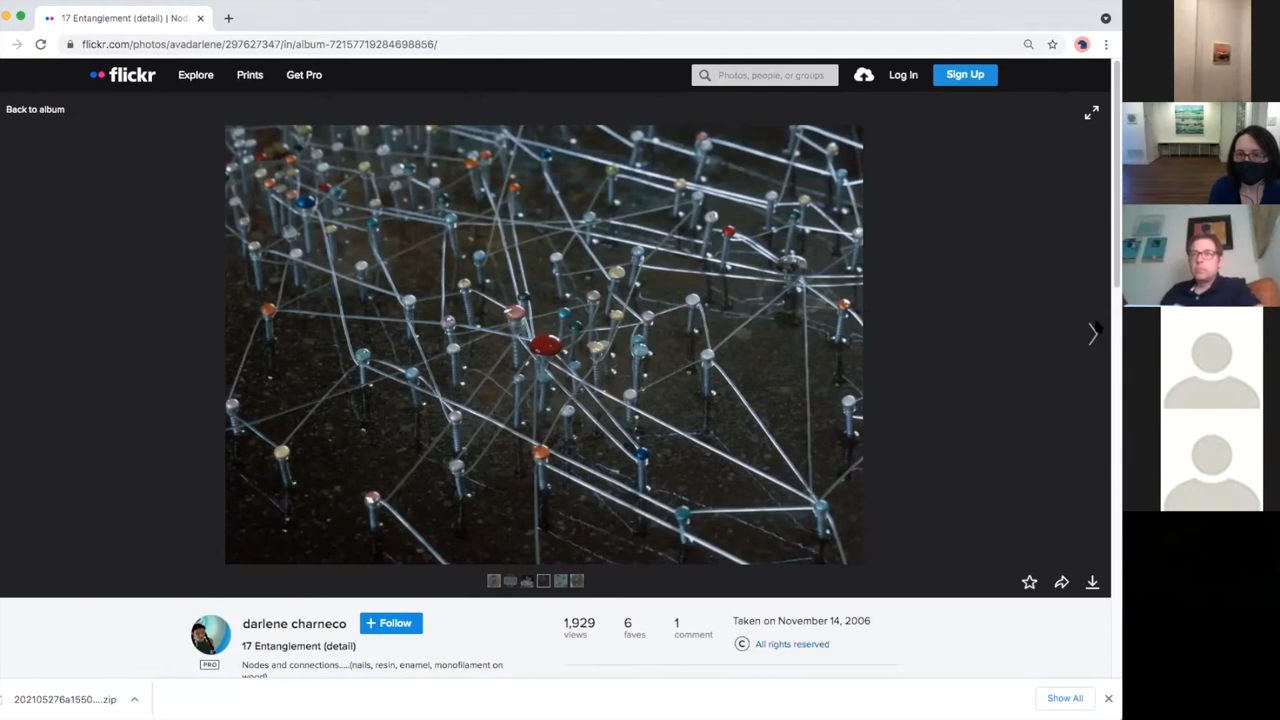 17 Entanglement (detail) | No
flickr.com/photos/avadarlene/297627347/in/album-72157719284698856/
flickr
Explore
Prints
Get Pro
Photos, people, or groups
Log In
Sign Up
Back to album
darlene charneco
+ Follow
PRO
17 Entanglement (detail)
Nodes and connections.....(nails, resin, enamel, monofilament on
wood)
1,929
views
6
faves
1
comment
Taken on November 14, 2006
All rights reserved
202105276a1550....zip
Show All